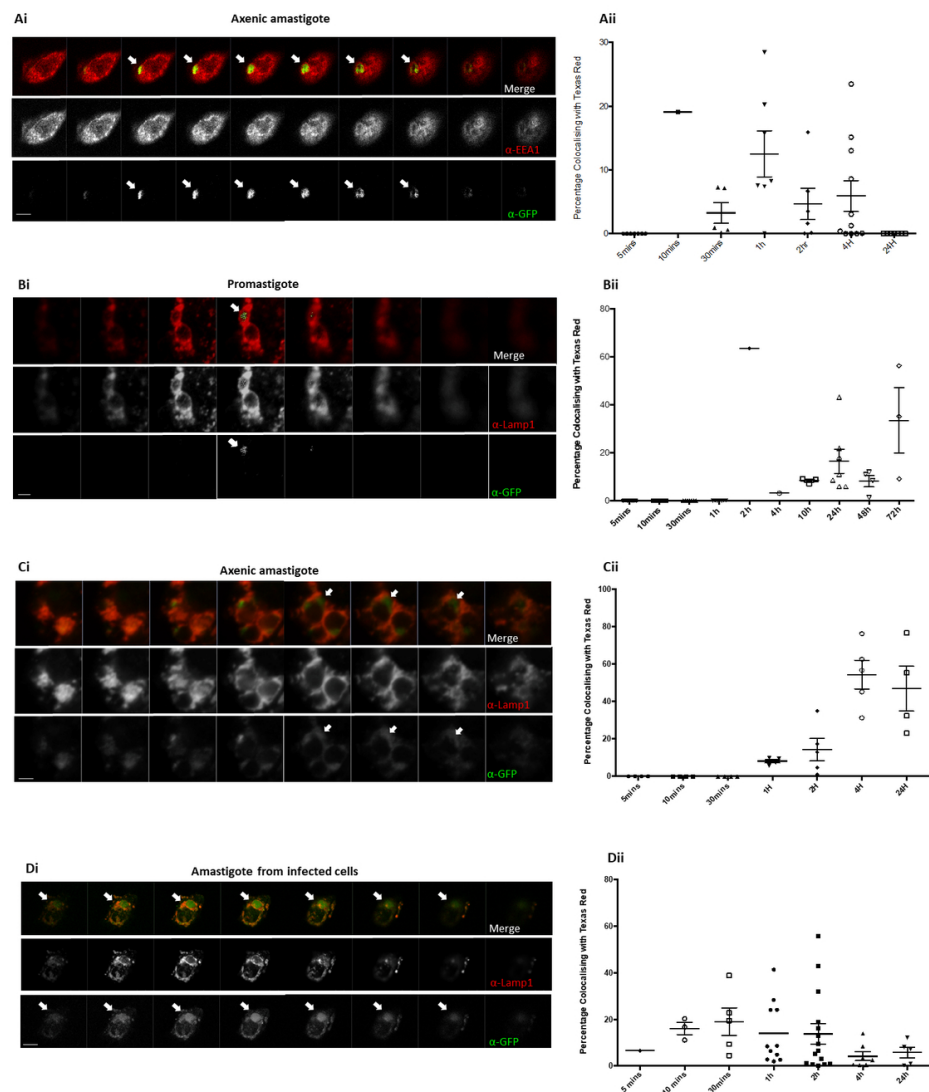 Ai
Axenic amastigote
Merge
α-EEA1
α-GFP
Aii
Percentage Colocalising with Texas Red
30
20
10
0
5mins 10mins 30mins 1h 2hr 4H 24H
Bi
Promastigote
Merge
α-Lamp1
α-GFP
Bii
Percentage Colocalising with Texas Red
80
60
40
20
0
5mins 10mins 30mins 1h 2h 4h 10h 24h 48h 72h
Ci
Axenic amastigote
Merge
α-Lamp1
α-GFP
Cii
Percentage Colocalising with Texas Red
100
80
60
40
20
0
5mins 10mins 30mins 1H 2H 4H 24H
Di
Amastigote from infected cells
Merge
α-Lamp1
α-GFP
Dii
Percentage Colocalising with Texas Red
80
60
40
20
0
5 mins 10 mins 30mins 1h 2h 4h 24h